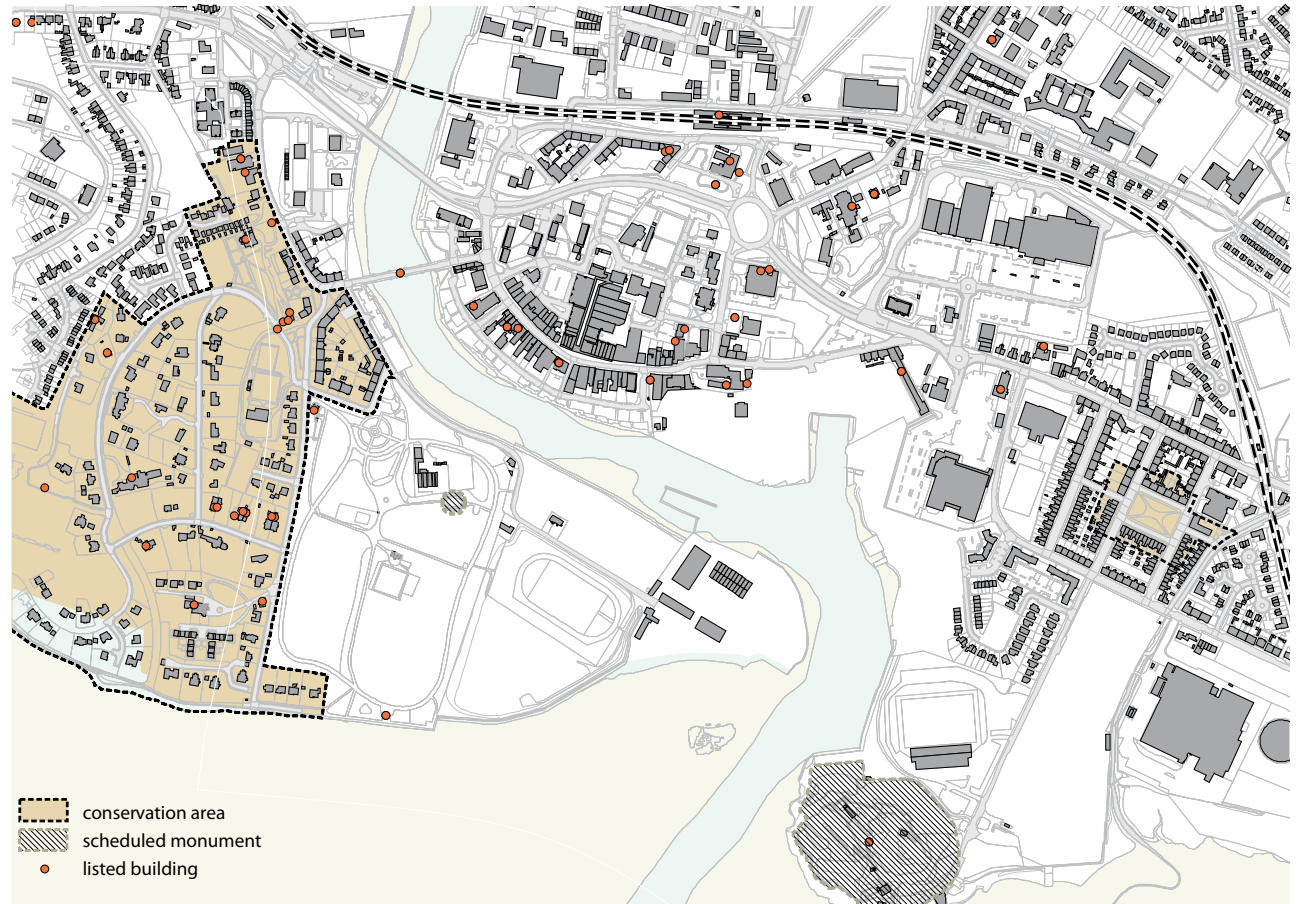 conservation area
scheduled monument
listed building